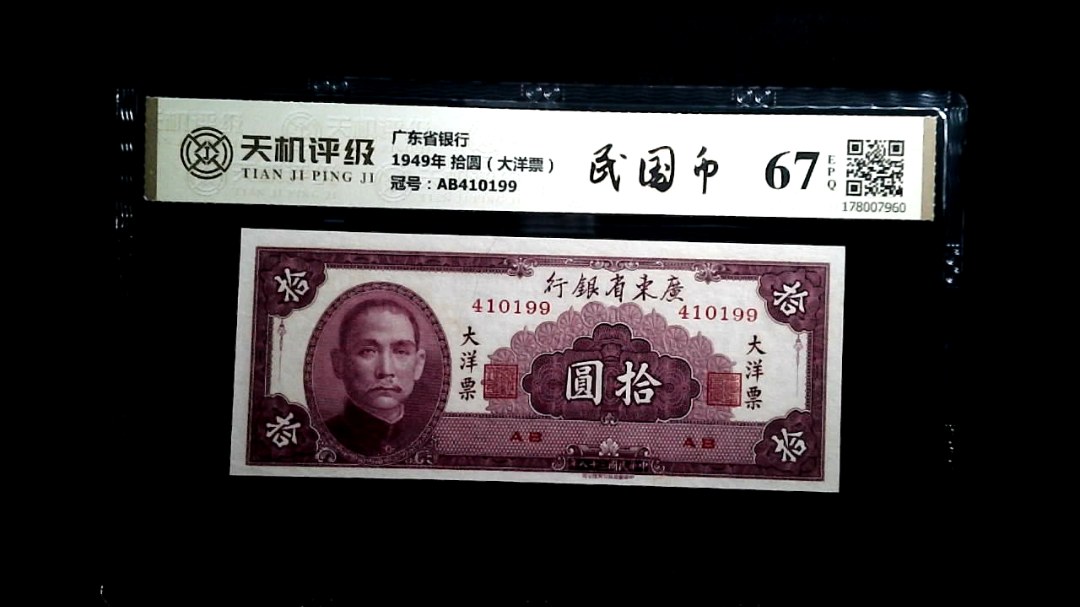 天机评级
TIAN JI PING JI
广东省银行
1949年 拾圆（大洋票）
冠号：AB410199
民国币
67
EPQ
178007960
行銀省東廣
410199
410199
拾
拾
大洋票
大洋票
圓拾
AB
AB
拾
拾